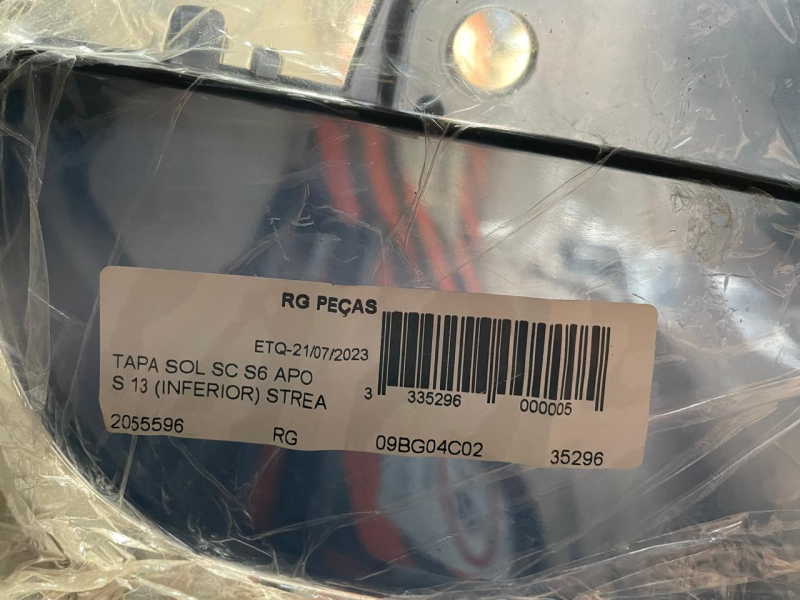 RG PEÇAS
ETQ-21/07/2023
TAPA SOL SC S6 APO
S 13 (INFERIOR) STREA
3 335296 000005
2055596 RG 09BG04C02 35296